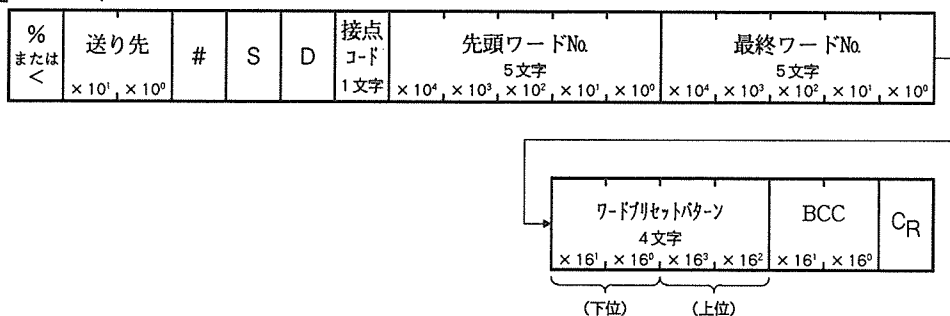 %
または
<
送り先
× 10¹ × 10⁰
#
S
D
接点
コード
1文字
先頭ワードNo.
5文字
× 10⁴ × 10³ × 10² × 10¹ × 10⁰
最終ワードNo.
5文字
× 10⁴ × 10³ × 10² × 10¹ × 10⁰
ワードプリセットパターン
4文字
× 16¹ × 16⁰ × 16³ × 16²
BCC
× 16¹ × 16⁰
CR
(下位)
(上位)